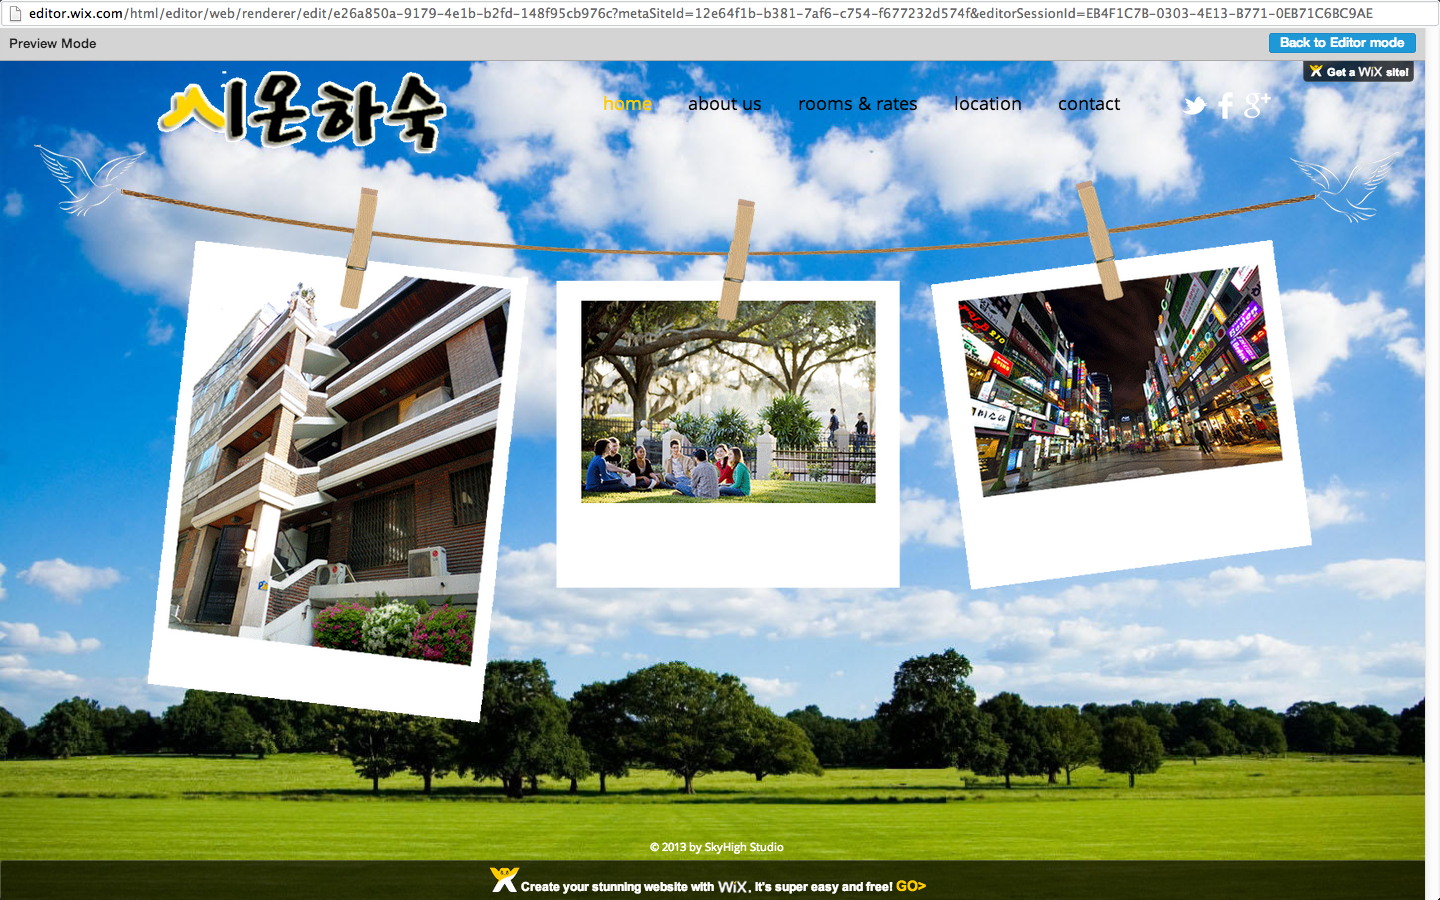 editor.wix.com/html/editor/web/renderer/edit/e26a850a-9179-4e1b-b2fd-148f95cb976c?metaSiteId=12e64f1b-b381-7af6-c754-f677232d574f&editorSessionId=EB4F1C7B-0303-4E13-B771-0EB71C6BC9AE
Preview Mode
Back to Editor mode
Get a WiX site!
시온하숙
home about us rooms & rates location contact
© 2013 by SkyHigh Studio
Create your stunning website with WiX, it's super easy and free! GO>